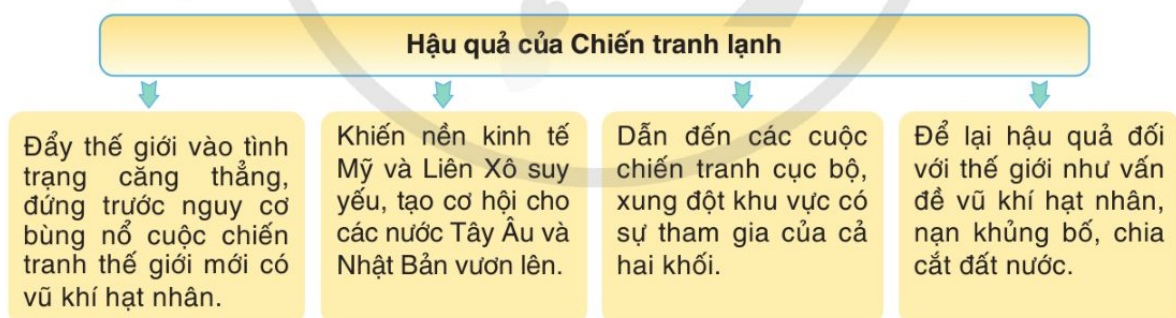 Hậu quả của Chiến tranh lạnh
Đẩy thế giới vào tình
trạng căng thẳng,
đứng trước nguy cơ
bùng nổ cuộc chiến
tranh thế giới mới có
vũ khí hạt nhân.
Khiến nền kinh tế
Mỹ và Liên Xô suy
yếu, tạo cơ hội cho
các nước Tây Âu và
Nhật Bản vươn lên.
Dẫn đến các cuộc
chiến tranh cục bộ,
xung đột khu vực có
sự tham gia của cả
hai khối.
Để lại hậu quả đối
với thế giới như vấn
đề vũ khí hạt nhân,
nạn khủng bố, chia
cắt đất nước.